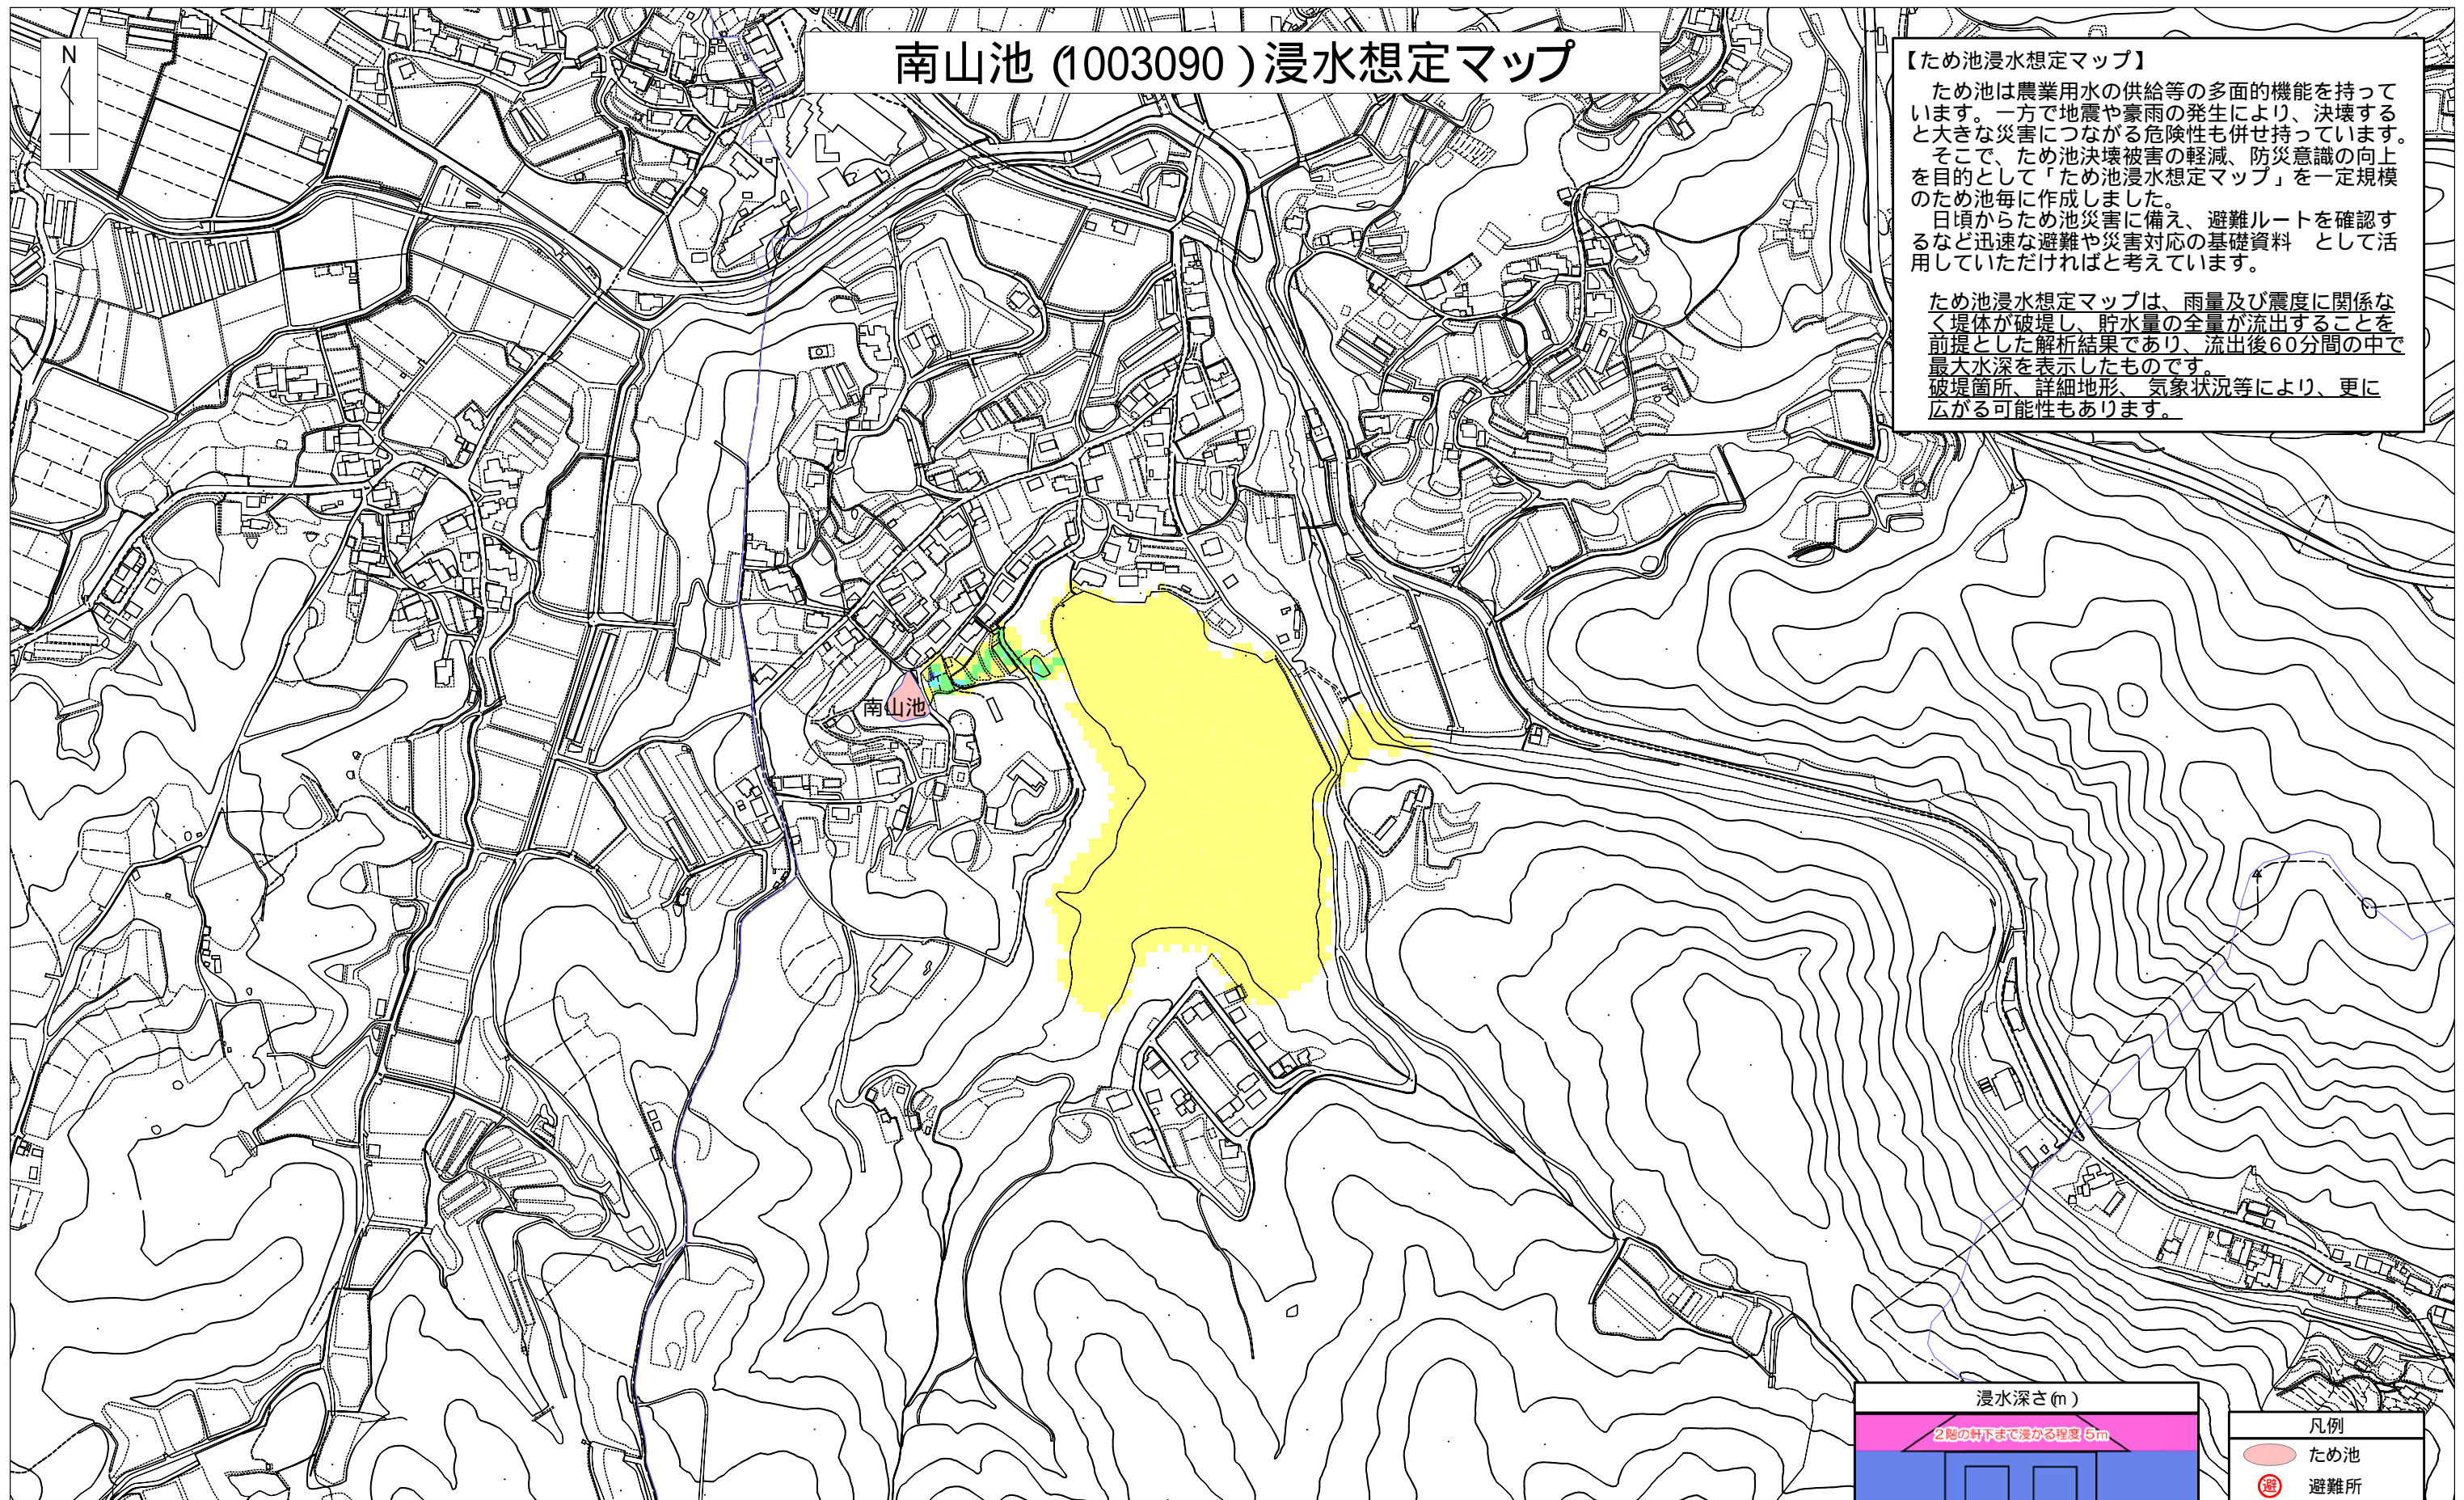 南山池(1003090)浸水想定マップ
N
【ため池浸水想定マップ】
ため池は農業用水の供給等の多面的機能を持って
います。一方で地震や豪雨の発生により、決壊する
と大きな災害につながる危険性も併せ持っています。
そこで、ため池決壊被害の軽減、防災意識の向上
を目的として「ため池浸水想定マップ」を一定規模
のため池毎に作成しました。
日頃からため池災害に備え、避難ルートを確認す
るなど迅速な避難や災害対応の基礎資料　として活
用していただければと考えています。
ため池浸水想定マップは、雨量及び震度に関係な
く堤体が破堤し、貯水量の全量が流出することを
前提とした解析結果であり、流出後60分間の中で
最大水深を表示したものです。
破堤箇所、詳細地形、 気象状況等により、更に
広がる可能性もあります。
南山池
浸水深さ(m)
2階の軒下まで浸かる程度 5m
凡例
ため池
避 避難所